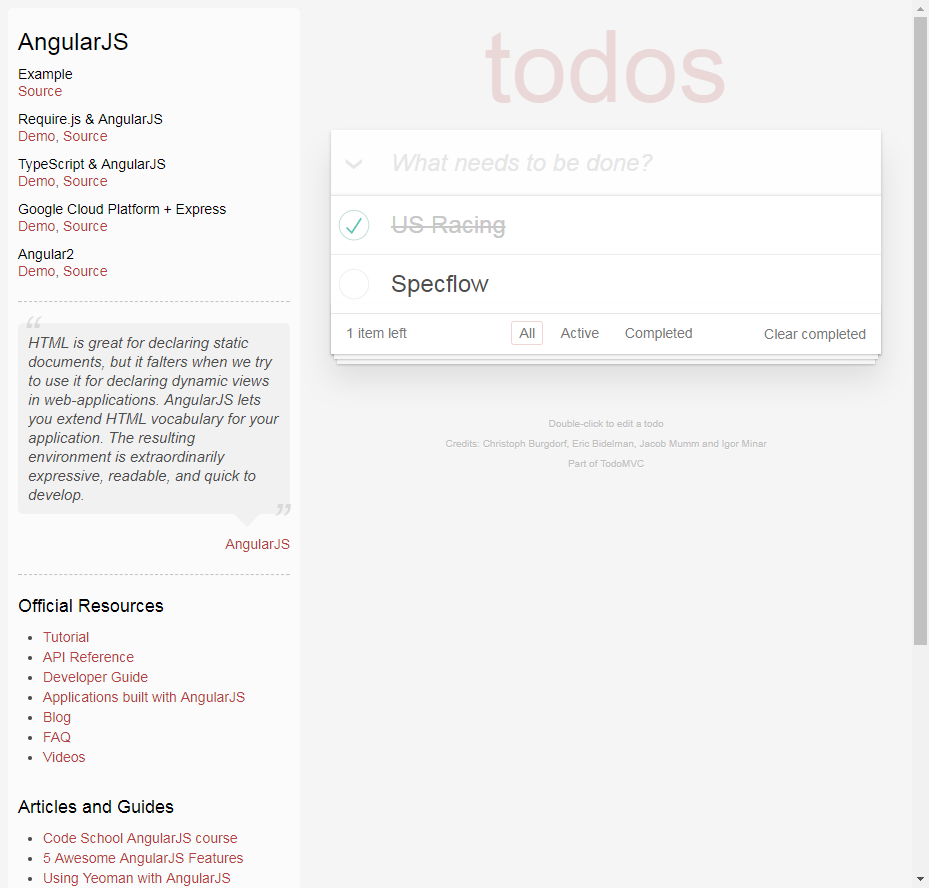 AngularJS
Example
Source
Require.js & AngularJS
Demo, Source
TypeScript & AngularJS
Demo, Source
Google Cloud Platform + Express
Demo, Source
Angular2
Demo, Source
“
HTML is great for declaring static
documents, but it falters when we try
to use it for declaring dynamic views
in web-applications. AngularJS lets
you extend HTML vocabulary for your
application. The resulting
environment is extraordinarily
expressive, readable, and quick to
develop.
”
AngularJS
Official Resources
• Tutorial
• API Reference
• Developer Guide
• Applications built with AngularJS
• Blog
• FAQ
• Videos
Articles and Guides
• Code School AngularJS course
• 5 Awesome AngularJS Features
• Using Yeoman with AngularJS
todos
What needs to be done?
US Racing
Specflow
1 item left All Active Completed Clear completed
Double-click to edit a todo
Credits: Christoph Burgdorf, Eric Bidelman, Jacob Mumm and Igor Minar
Part of TodoMVC